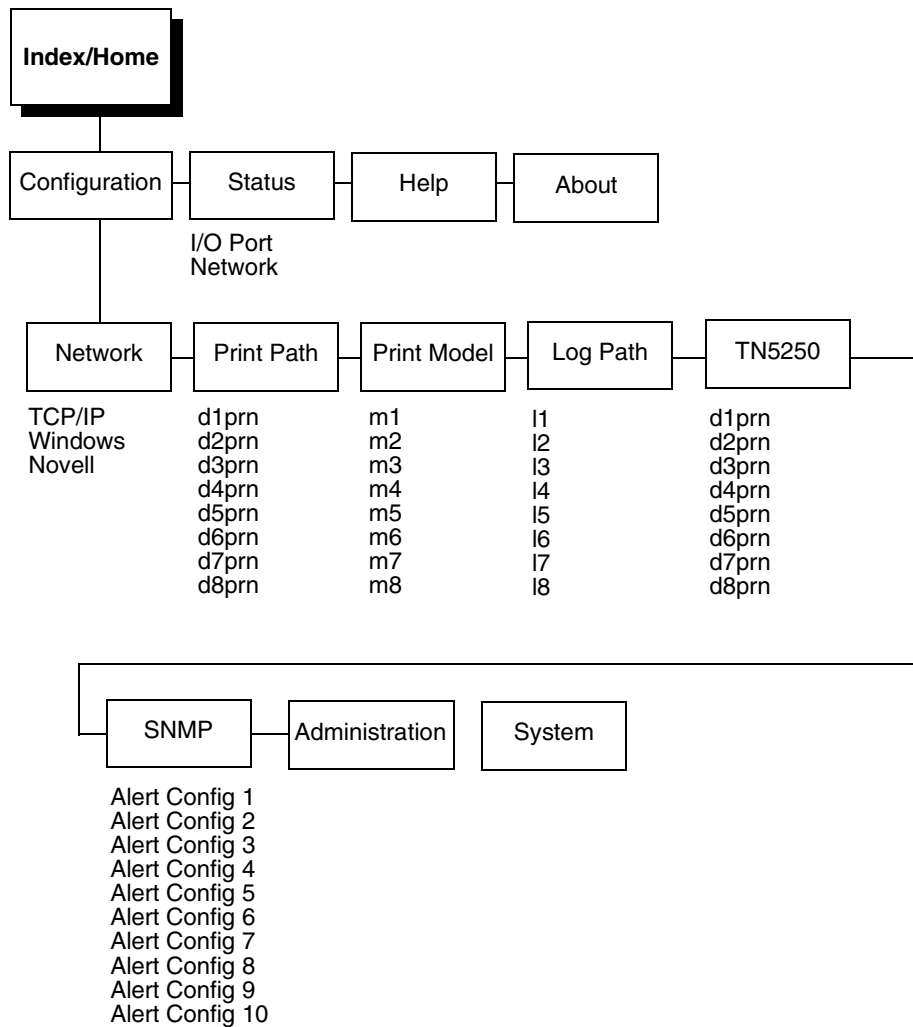 Index/Home
Configuration
Status
Help
About
I/O Port
Network
Network
Print Path
Print Model
Log Path
TN5250
TCP/IP
Windows
Novell
d1prn
d2prn
d3prn
d4prn
d5prn
d6prn
d7prn
d8prn
m1
m2
m3
m4
m5
m6
m7
m8
l1
l2
l3
l4
l5
l6
l7
l8
d1prn
d2prn
d3prn
d4prn
d5prn
d6prn
d7prn
d8prn
SNMP
Administration
System
Alert Config 1
Alert Config 2
Alert Config 3
Alert Config 4
Alert Config 5
Alert Config 6
Alert Config 7
Alert Config 8
Alert Config 9
Alert Config 10